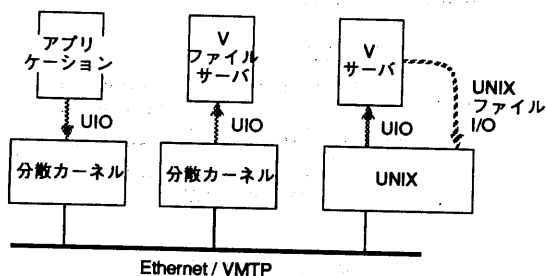 アプリ
ケーション
V
ファイル
サーバ
V
サーバ
UNIX
ファイル
I/O
UIO
UIO
UIO
分散カーネル
分散カーネル
UNIX
Ethernet / VMTP